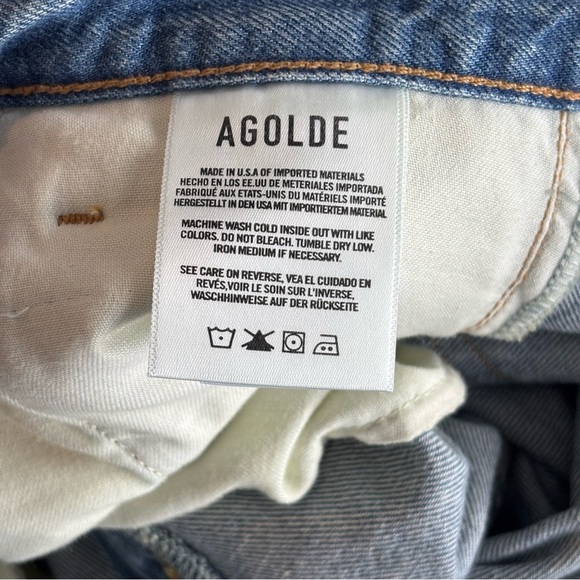 AGOLDE
MADE IN U.S.A OF IMPORTED MATERIALS
HECHO EN LOS EE.UU DE METERIALES IMPORTADA
FABRIQUÉ AUX ETATS-UNIS DU MATÉRIELS IMPORTÉ
HERGESTELLT IN DEN USA MIT IMPORTIERTEM MATERIAL
MACHINE WASH COLD INSIDE OUT WITH LIKE
COLORS. DO NOT BLEACH. TUMBLE DRY LOW.
IRON MEDIUM IF NECESSARY.
SEE CARE ON REVERSE, VEA EL CUIDADO EN
REVÉS,VOIR LE SOIN SUR L'INVERSE,
WASCHHINWEISE AUF DER RÜCKSEITE